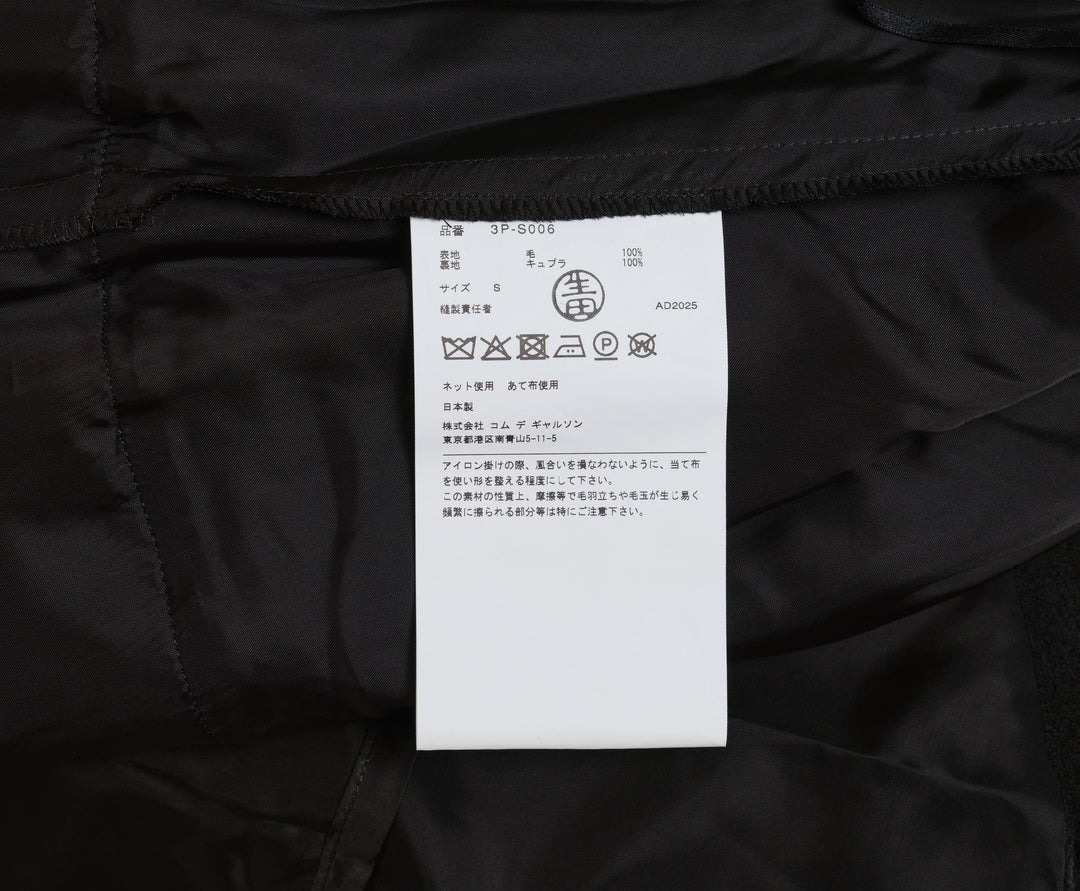 品番 3P-S006
表地 毛 100%
裏地 キュプラ 100%
サイズ S
生田
縫製責任者 AD2025
P W
ネット使用 あて布使用
日本製
株式会社 コム デ ギャルソン
東京都港区南青山5-11-5
アイロン掛けの際、風合いを損なわないように、当て布
を使い形を整える程度にして下さい。
この素材の性質上、摩擦等で毛羽立ちや毛玉が生じ易く
頻繁に擦られる部分等は特にご注意下さい。